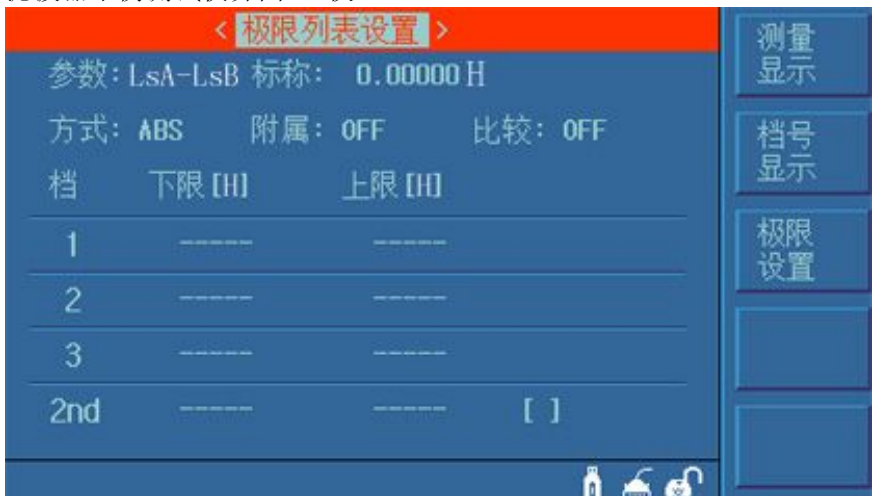 < 极限列表设置 >
参数: LsA-LsB 标称: 0.00000 H
方式: ABS 附属: OFF 比较: OFF
档 下限 [H] 上限 [H]
1 ----- -----
2 ----- -----
3 ----- -----
2nd ----- ----- [ ]
测量
显示
档号
显示
极限
设置